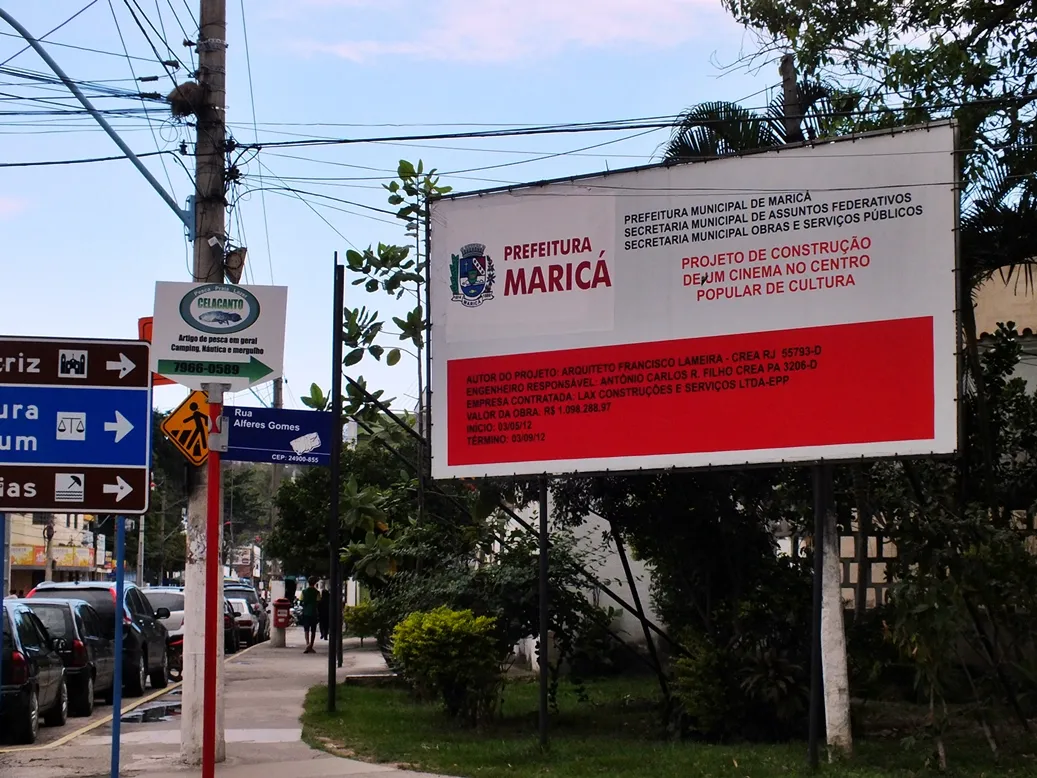 PREFEITURA
MARICÁ
MARICÁ
PREFEITURA MUNICIPAL DE MARICÁ
SECRETARIA MUNICIPAL DE ASSUNTOS FEDERATIVOS
SECRETARIA MUNICIPAL OBRAS E SERVIÇOS PÚBLICOS
PROJETO DE CONSTRUÇÃO
DE UM CINEMA NO CENTRO
POPULAR DE CULTURA
AUTOR DO PROJETO: ARQUITETO FRANCISCO LAMEIRA - CREA RJ 55793-D
ENGENHEIRO RESPONSÁVEL: ANTÔNIO CARLOS R. FILHO CREA PA 3206-D
EMPRESA CONTRATADA: LAX CONSTRUÇÕES E SERVIÇOS LTDA-EPP
VALOR DA OBRA: R$ 1.098.288,97
INÍCIO: 03/05/12
TÉRMINO: 03/09/12
CELACANTO
Artigo de pesca em geral
Camping, Náutica e mergulho
7966-0589
Rua
Alferes Gomes
CEP: 24900-855
triz
ura
um
ias